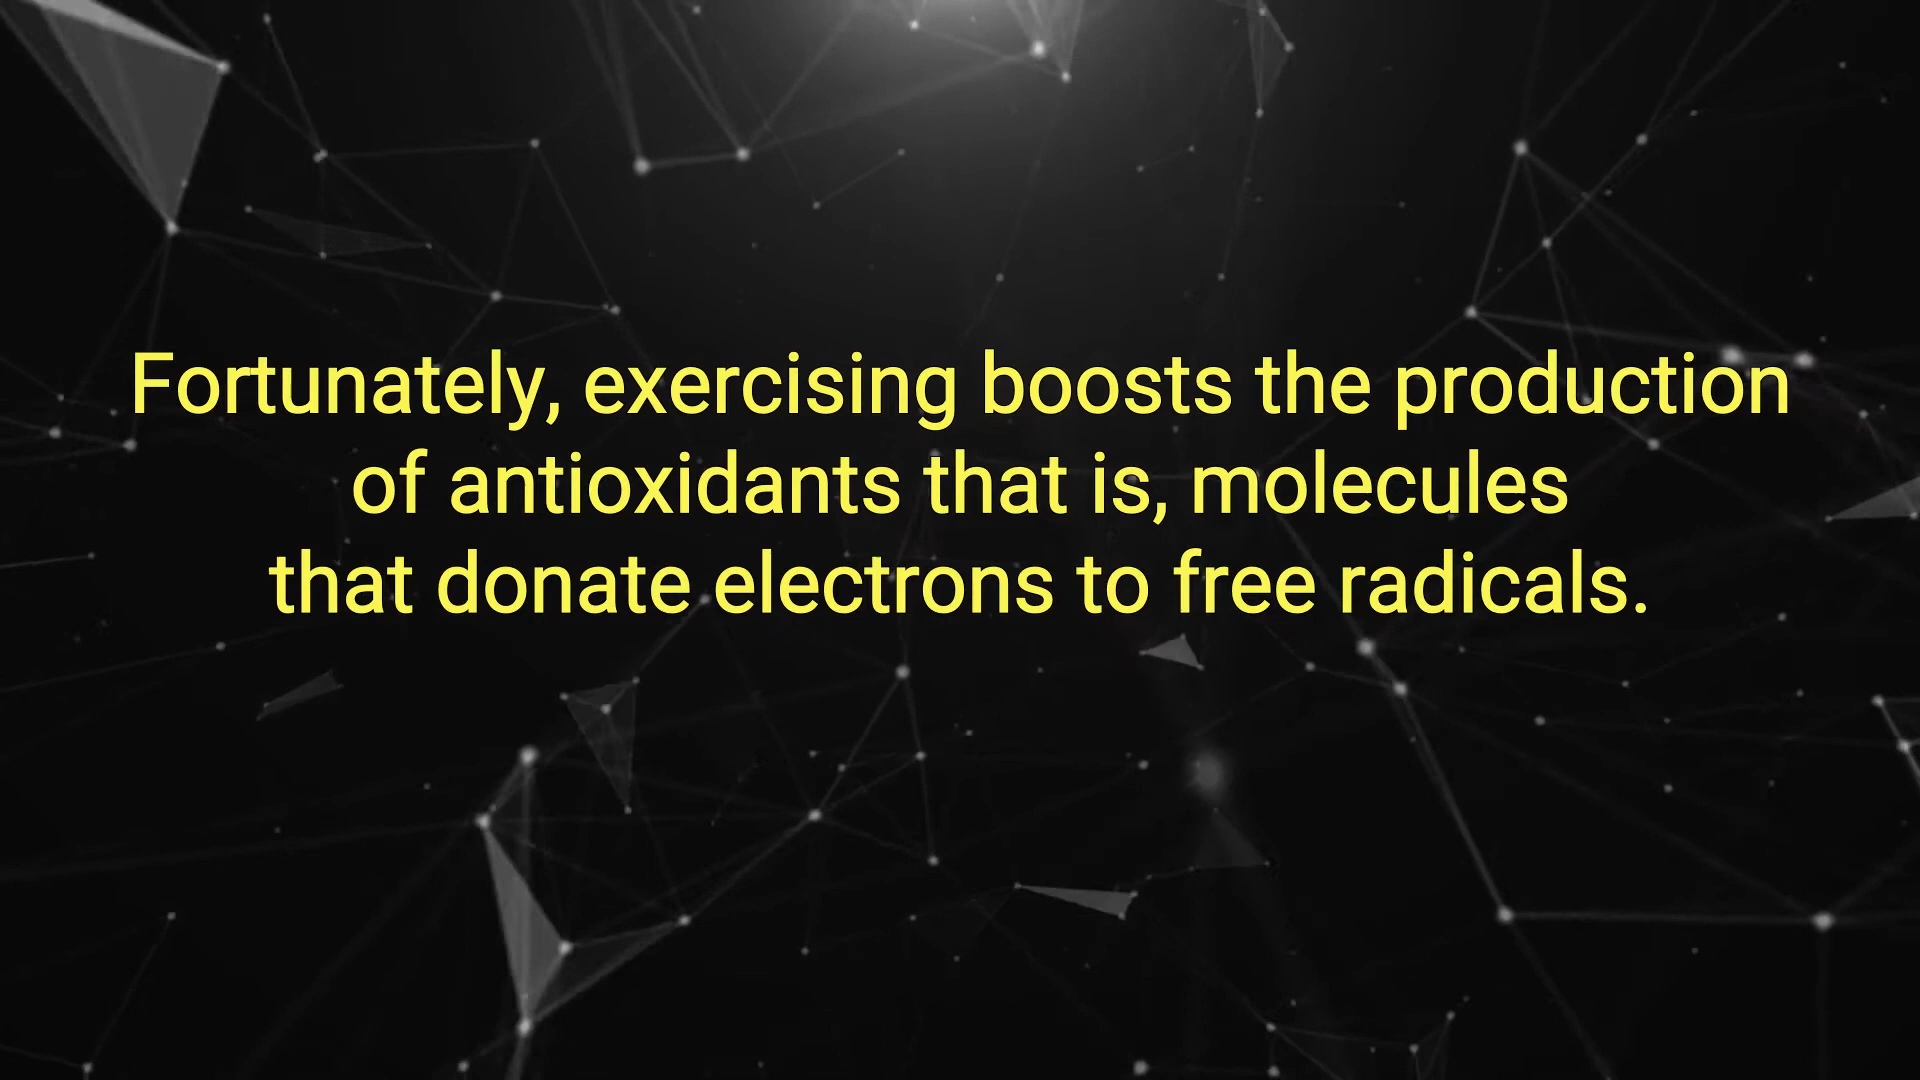 Fortunately, exercising boosts the production
of antioxidants that is, molecules
that donate electrons to free radicals.